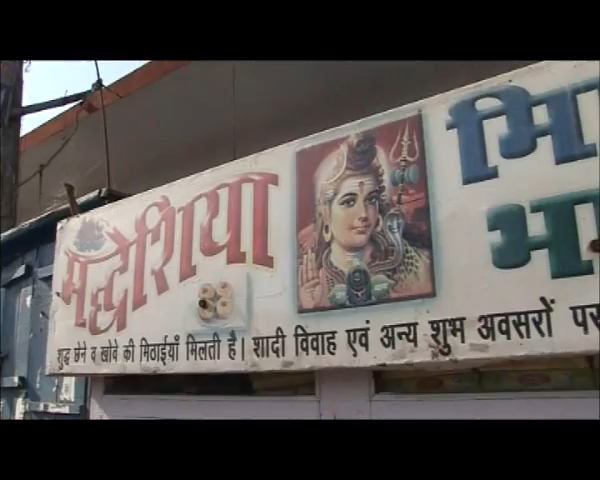 मद्धेशिया
शुद्ध छेने व खोवे की मिठाईयाँ मिलती है। शादी विवाह एवं अन्य शुभ अवसरों पर